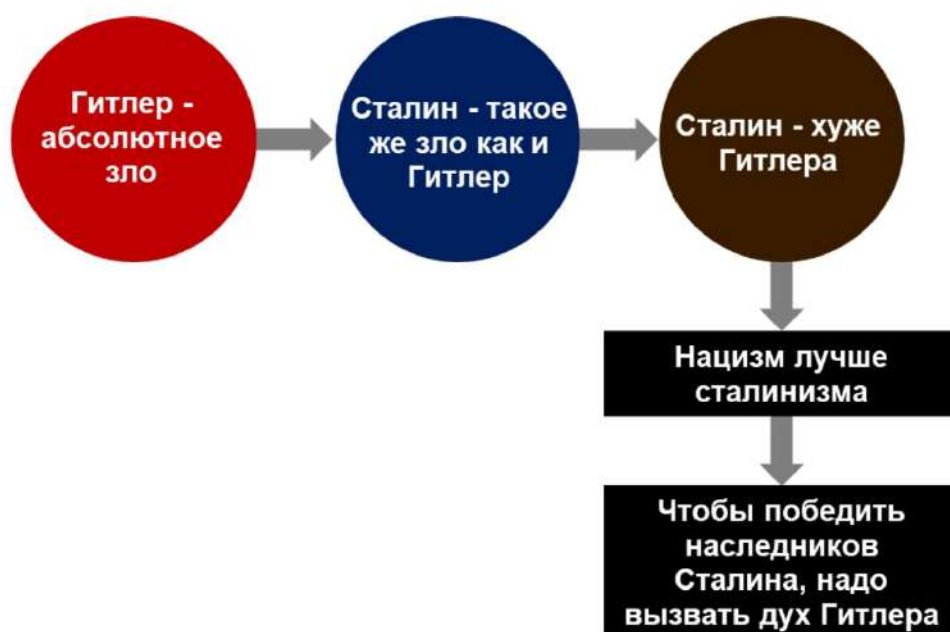 Гитлер -
абсолютное
зло
Сталин - такое
же зло как и
Гитлер
Сталин - хуже
Гитлера
Нацизм лучше
сталинизма
Чтобы победить
наследников
Сталина, надо
вызвать дух Гитлера